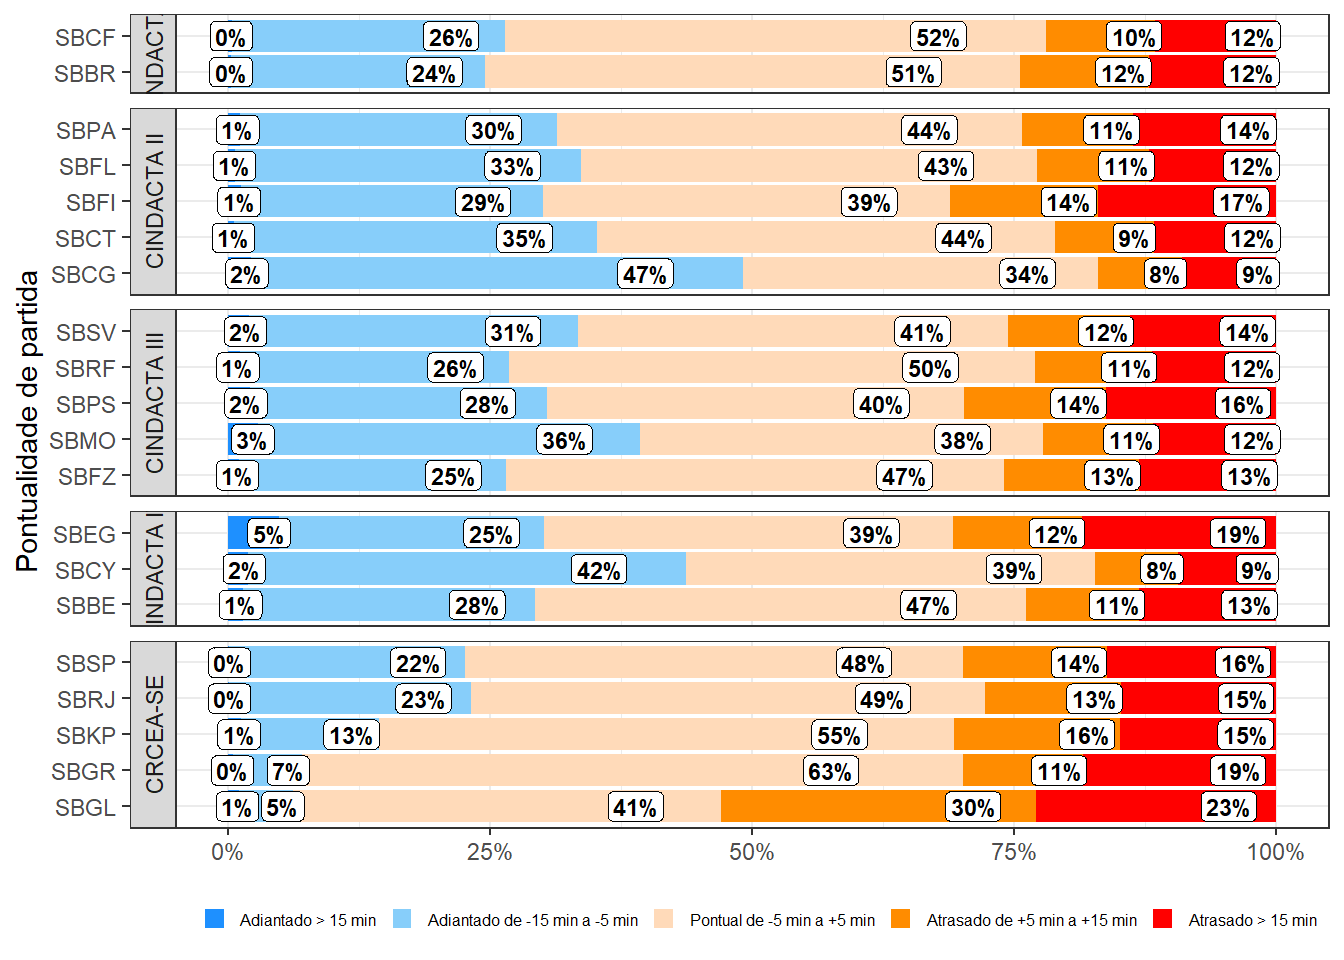 Pontualidade de partida
NDACT
SBCF 0% 26% 52% 10% 12%
SBBR 0% 24% 51% 12% 12%
CINDACTA II
SBPA 1% 30% 44% 11% 14%
SBFL 1% 33% 43% 11% 12%
SBFI 1% 29% 39% 14% 17%
SBCT 1% 35% 44% 9% 12%
SBCG 2% 47% 34% 8% 9%
CINDACTA III
SBSV 2% 31% 41% 12% 14%
SBRF 1% 26% 50% 11% 12%
SBPS 2% 28% 40% 14% 16%
SBMO 3% 36% 38% 11% 12%
SBFZ 1% 25% 47% 13% 13%
INDACTA I
SBEG 5% 25% 39% 12% 19%
SBCY 2% 42% 39% 8% 9%
SBBE 1% 28% 47% 11% 13%
CRCEA-SE
SBSP 0% 22% 48% 14% 16%
SBRJ 0% 23% 49% 13% 15%
SBKP 1% 13% 55% 16% 15%
SBGR 0% 7% 63% 11% 19%
SBGL 1% 5% 41% 30% 23%
0% 25% 50% 75% 100%
Adiantado > 15 min Adiantado de -15 min a -5 min Pontual de -5 min a +5 min Atrasado de +5 min a +15 min Atrasado > 15 min